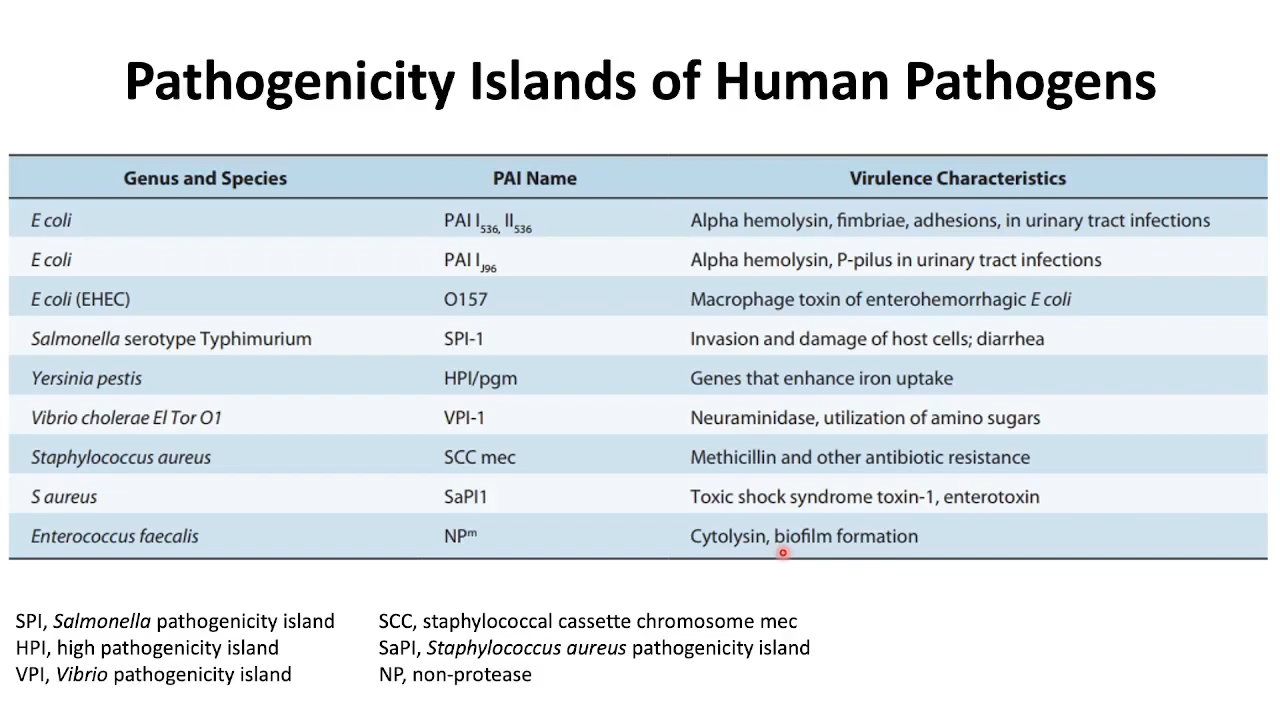 Pathogenicity Islands of Human Pathogens
Genus and Species PAI Name Virulence Characteristics
E coli PAI I536, II536 Alpha hemolysin, fimbriae, adhesions, in urinary tract infections
E coli PAI IJ96 Alpha hemolysin, P-pilus in urinary tract infections
E coli (EHEC) O157 Macrophage toxin of enterohemorrhagic E coli
Salmonella serotype Typhimurium SPI-1 Invasion and damage of host cells; diarrhea
Yersinia pestis HPI/pgm Genes that enhance iron uptake
Vibrio cholerae El Tor O1 VPI-1 Neuraminidase, utilization of amino sugars
Staphylococcus aureus SCC mec Methicillin and other antibiotic resistance
S aureus SaPI1 Toxic shock syndrome toxin-1, enterotoxin
Enterococcus faecalis NPm Cytolysin, biofilm formation
SPI, Salmonella pathogenicity island
HPI, high pathogenicity island
VPI, Vibrio pathogenicity island
SCC, staphylococcal cassette chromosome mec
SaPI, Staphylococcus aureus pathogenicity island
NP, non-protease